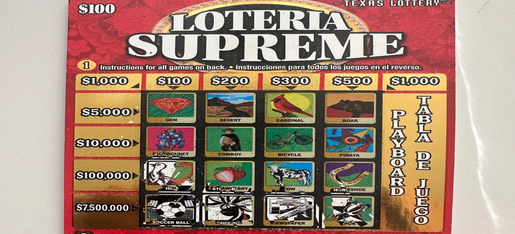 TEXAS LOTTERY
$100
LOTERIA
SUPREME
1
Instructions for all games on back. • Instrucciones para todos los juegos en el reverso.
$1,000 $100 $200 $300 $500 $1,000
$5,000
GEM DESERT CARDINAL BOAR
$10,000
COWBOY BICYCLE PIÑATA
$100,000
STRAWBERRY
$7,500,000
SOCCER BALL NEWSPAPER
PLAYBOARD
TABLA DE JUEGO